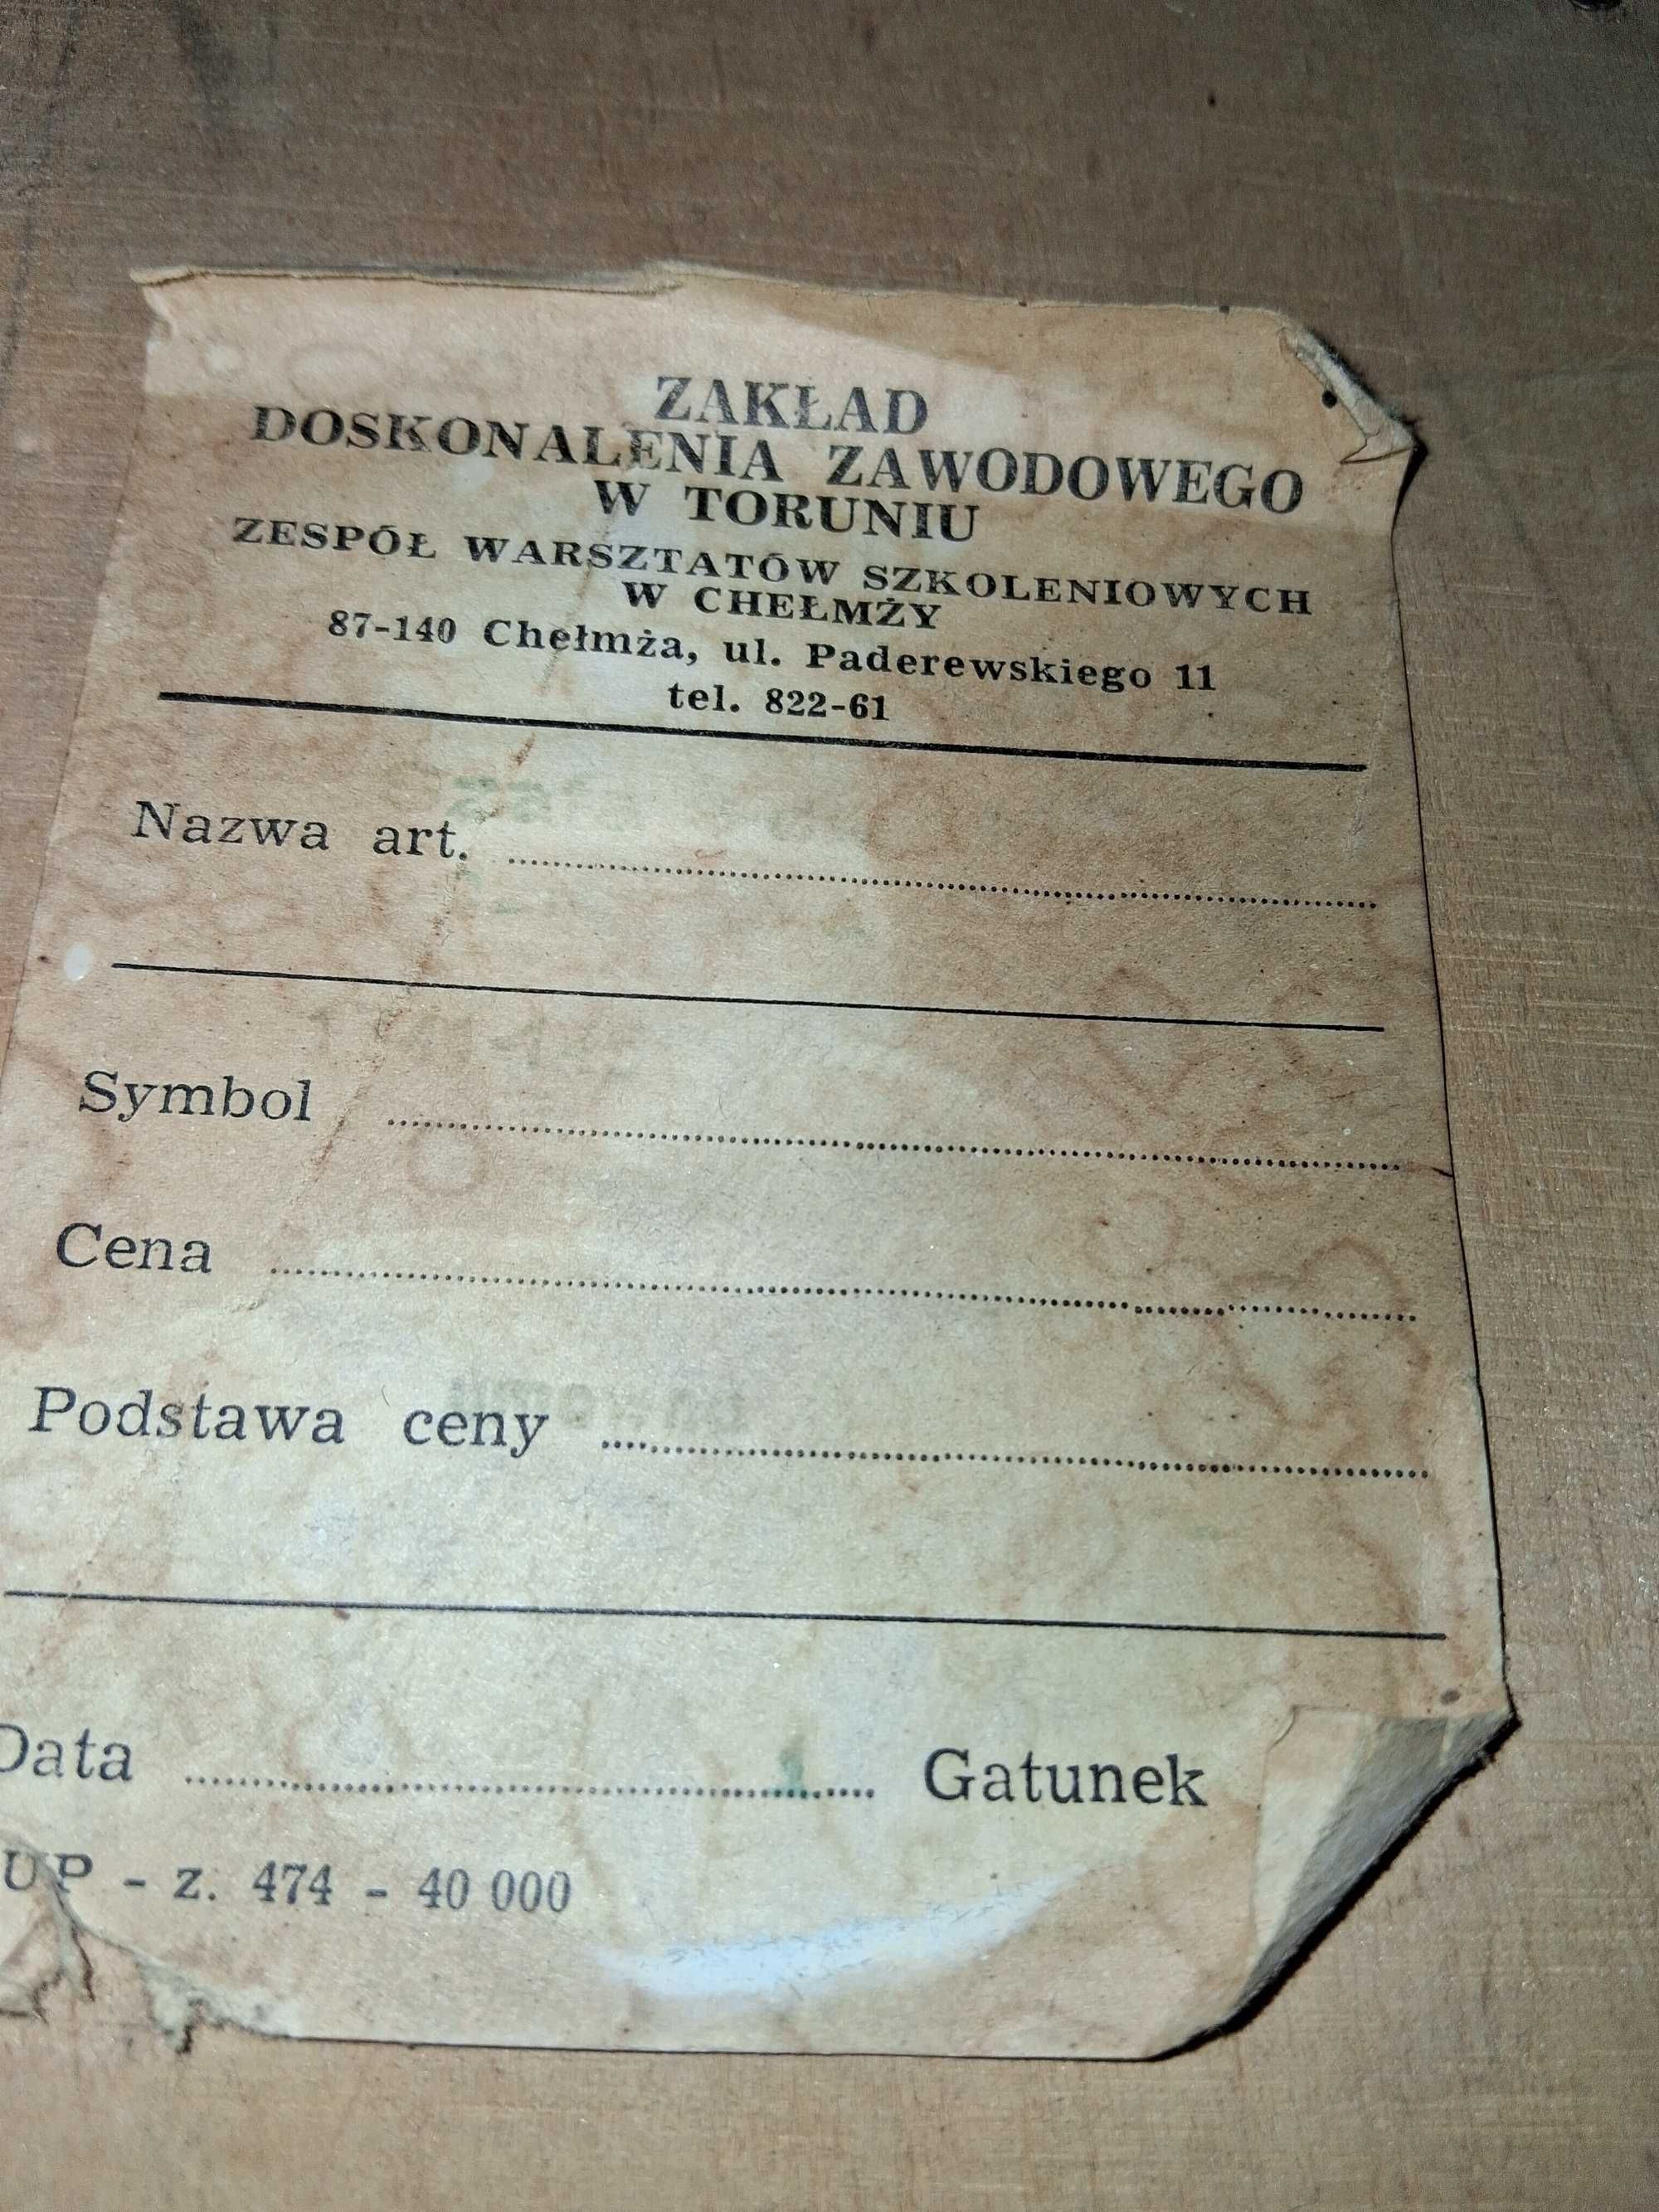 ZAKŁAD
DOSKONALENIA ZAWODOWEGO
W TORUNIU
ZESPÓŁ WARSZTATÓW SZKOLENIOWYCH
W CHEŁMŻY
87-140 Chełmża, ul. Paderewskiego 11
tel. 822-61
Nazwa art. ....................
Symbol ....................
Cena ....................
Podstawa ceny ....................
Data .................... Gatunek
UP - z. 474 - 40 000